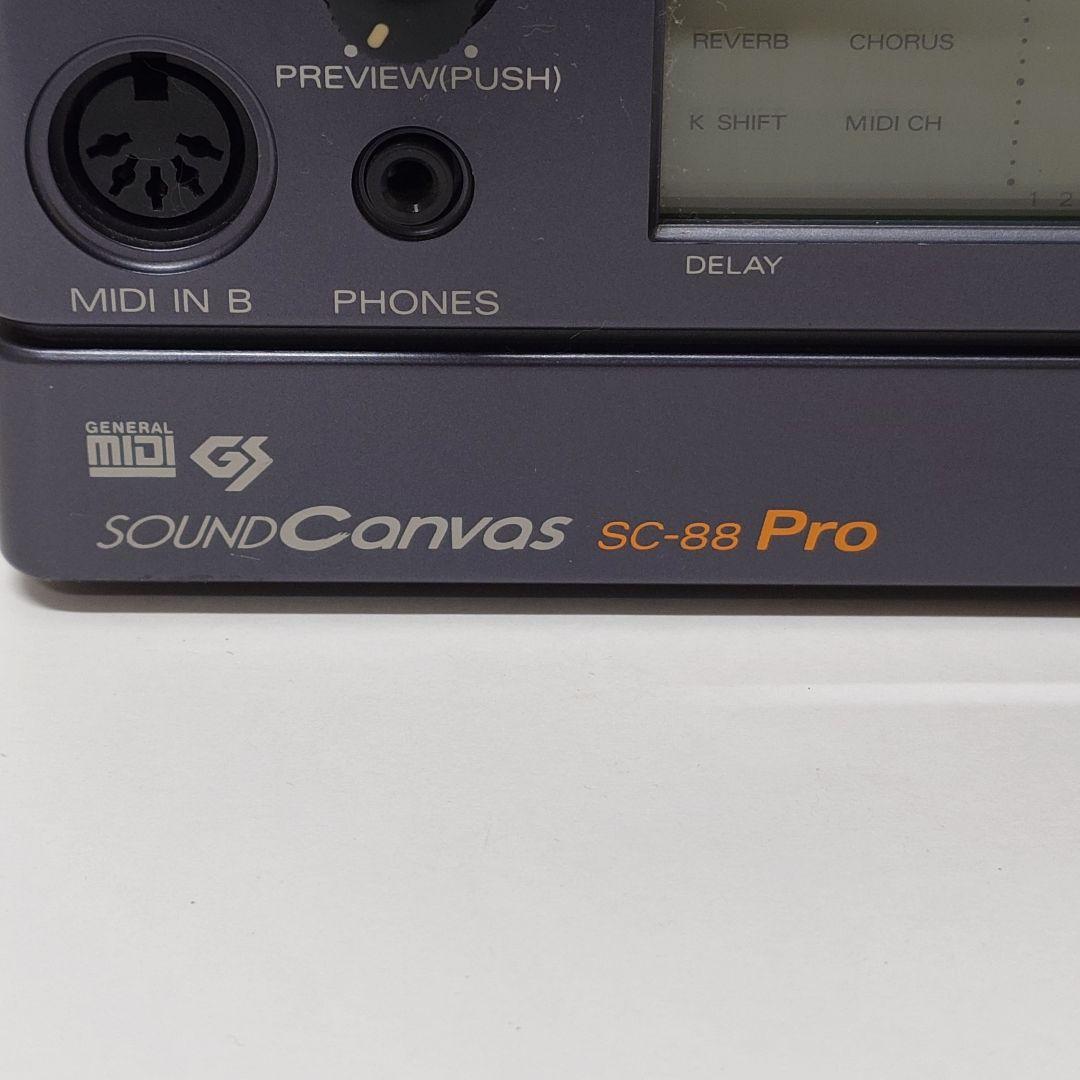 PREVIEW(PUSH)
REVERB CHORUS
K SHIFT MIDI CH
1 2
DELAY
MIDI IN B PHONES
GENERAL
MIDI GS
SOUND Canvas SC-88 Pro